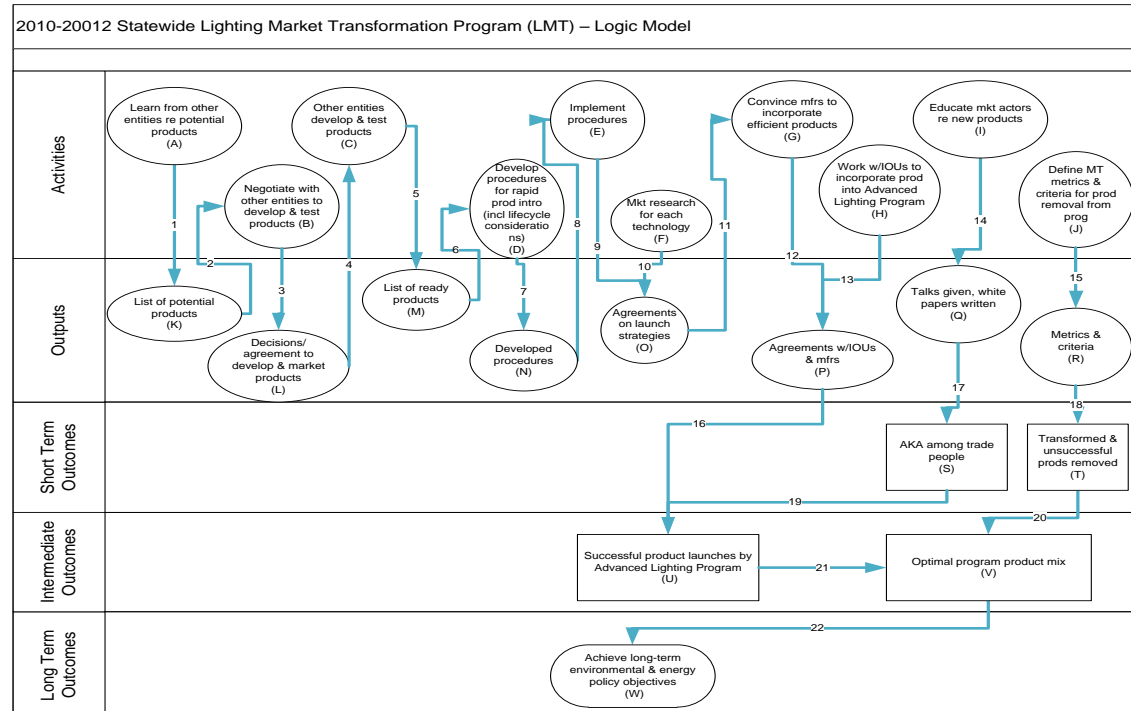 2010-20012 Statewide Lighting Market Transformation Program (LMT) – Logic Model
Activities
Learn from other
entities re potential
products
(A)
Negotiate with
other entities to
develop & test
products (B)
Other entities
develop & test
products
(C)
Develop
procedures
for rapid
prod intro
(incl lifecycle
consideratio
ns)
(D)
Implement
procedures
(E)
Mkt research
for each
technology
(F)
Convince mfrs to
incorporate
efficient products
(G)
Work w/IOUs to
incorporate prod
into Advanced
Lighting Program
(H)
Educate mkt actors
re new products
(I)
Define MT
metrics &
criteria for prod
removal from
prog
(J)
1
2
3
4
5
6
7
8
9
10
11
12
13
14
15
Outputs
List of potential
products
(K)
Decisions/
agreement to
develop & market
products
(L)
List of ready
products
(M)
Developed
procedures
(N)
Agreements
on launch
strategies
(O)
Agreements w/IOUs
& mfrs
(P)
Talks given, white
papers written
(Q)
Metrics &
criteria
(R)
16
17
18
Short Term
Outcomes
AKA among trade
people
(S)
Transformed &
unsuccessful
prods removed
(T)
19
20
Intermediate
Outcomes
Successful product launches by
Advanced Lighting Program
(U)
21
Optimal program product mix
(V)
22
Long Term
Outcomes
Achieve long-term
environmental & energy
policy objectives
(W)